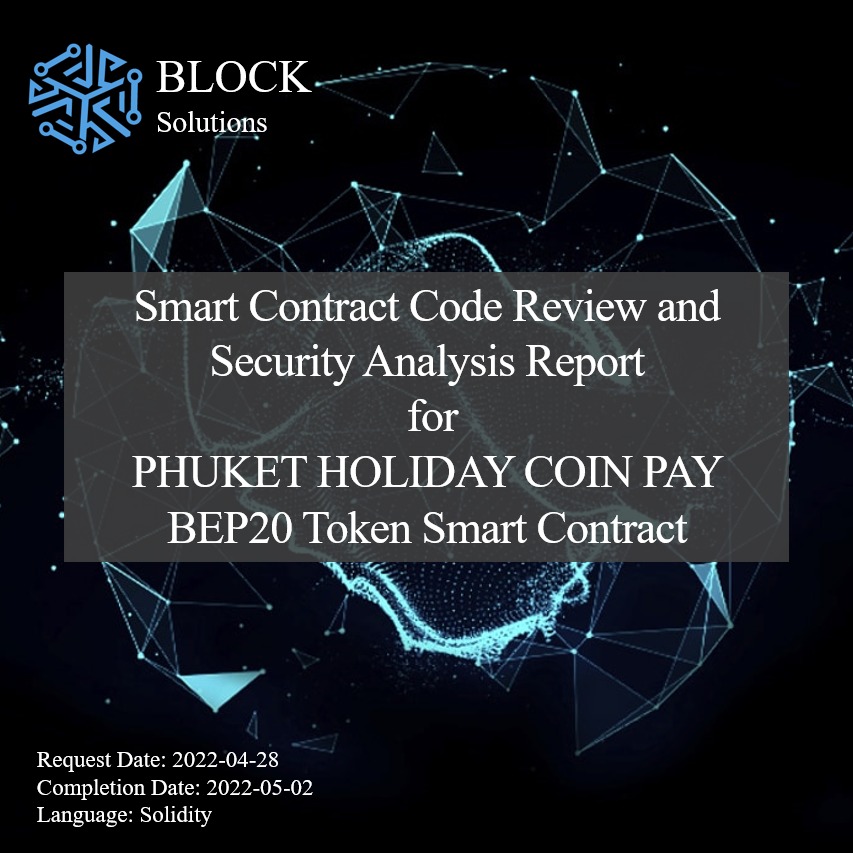 BLOCK
Solutions
Smart Contract Code Review and
Security Analysis Report
for
PHUKET HOLIDAY COIN PAY
BEP20 Token Smart Contract
Request Date: 2022-04-28
Completion Date: 2022-05-02
Language: Solidity